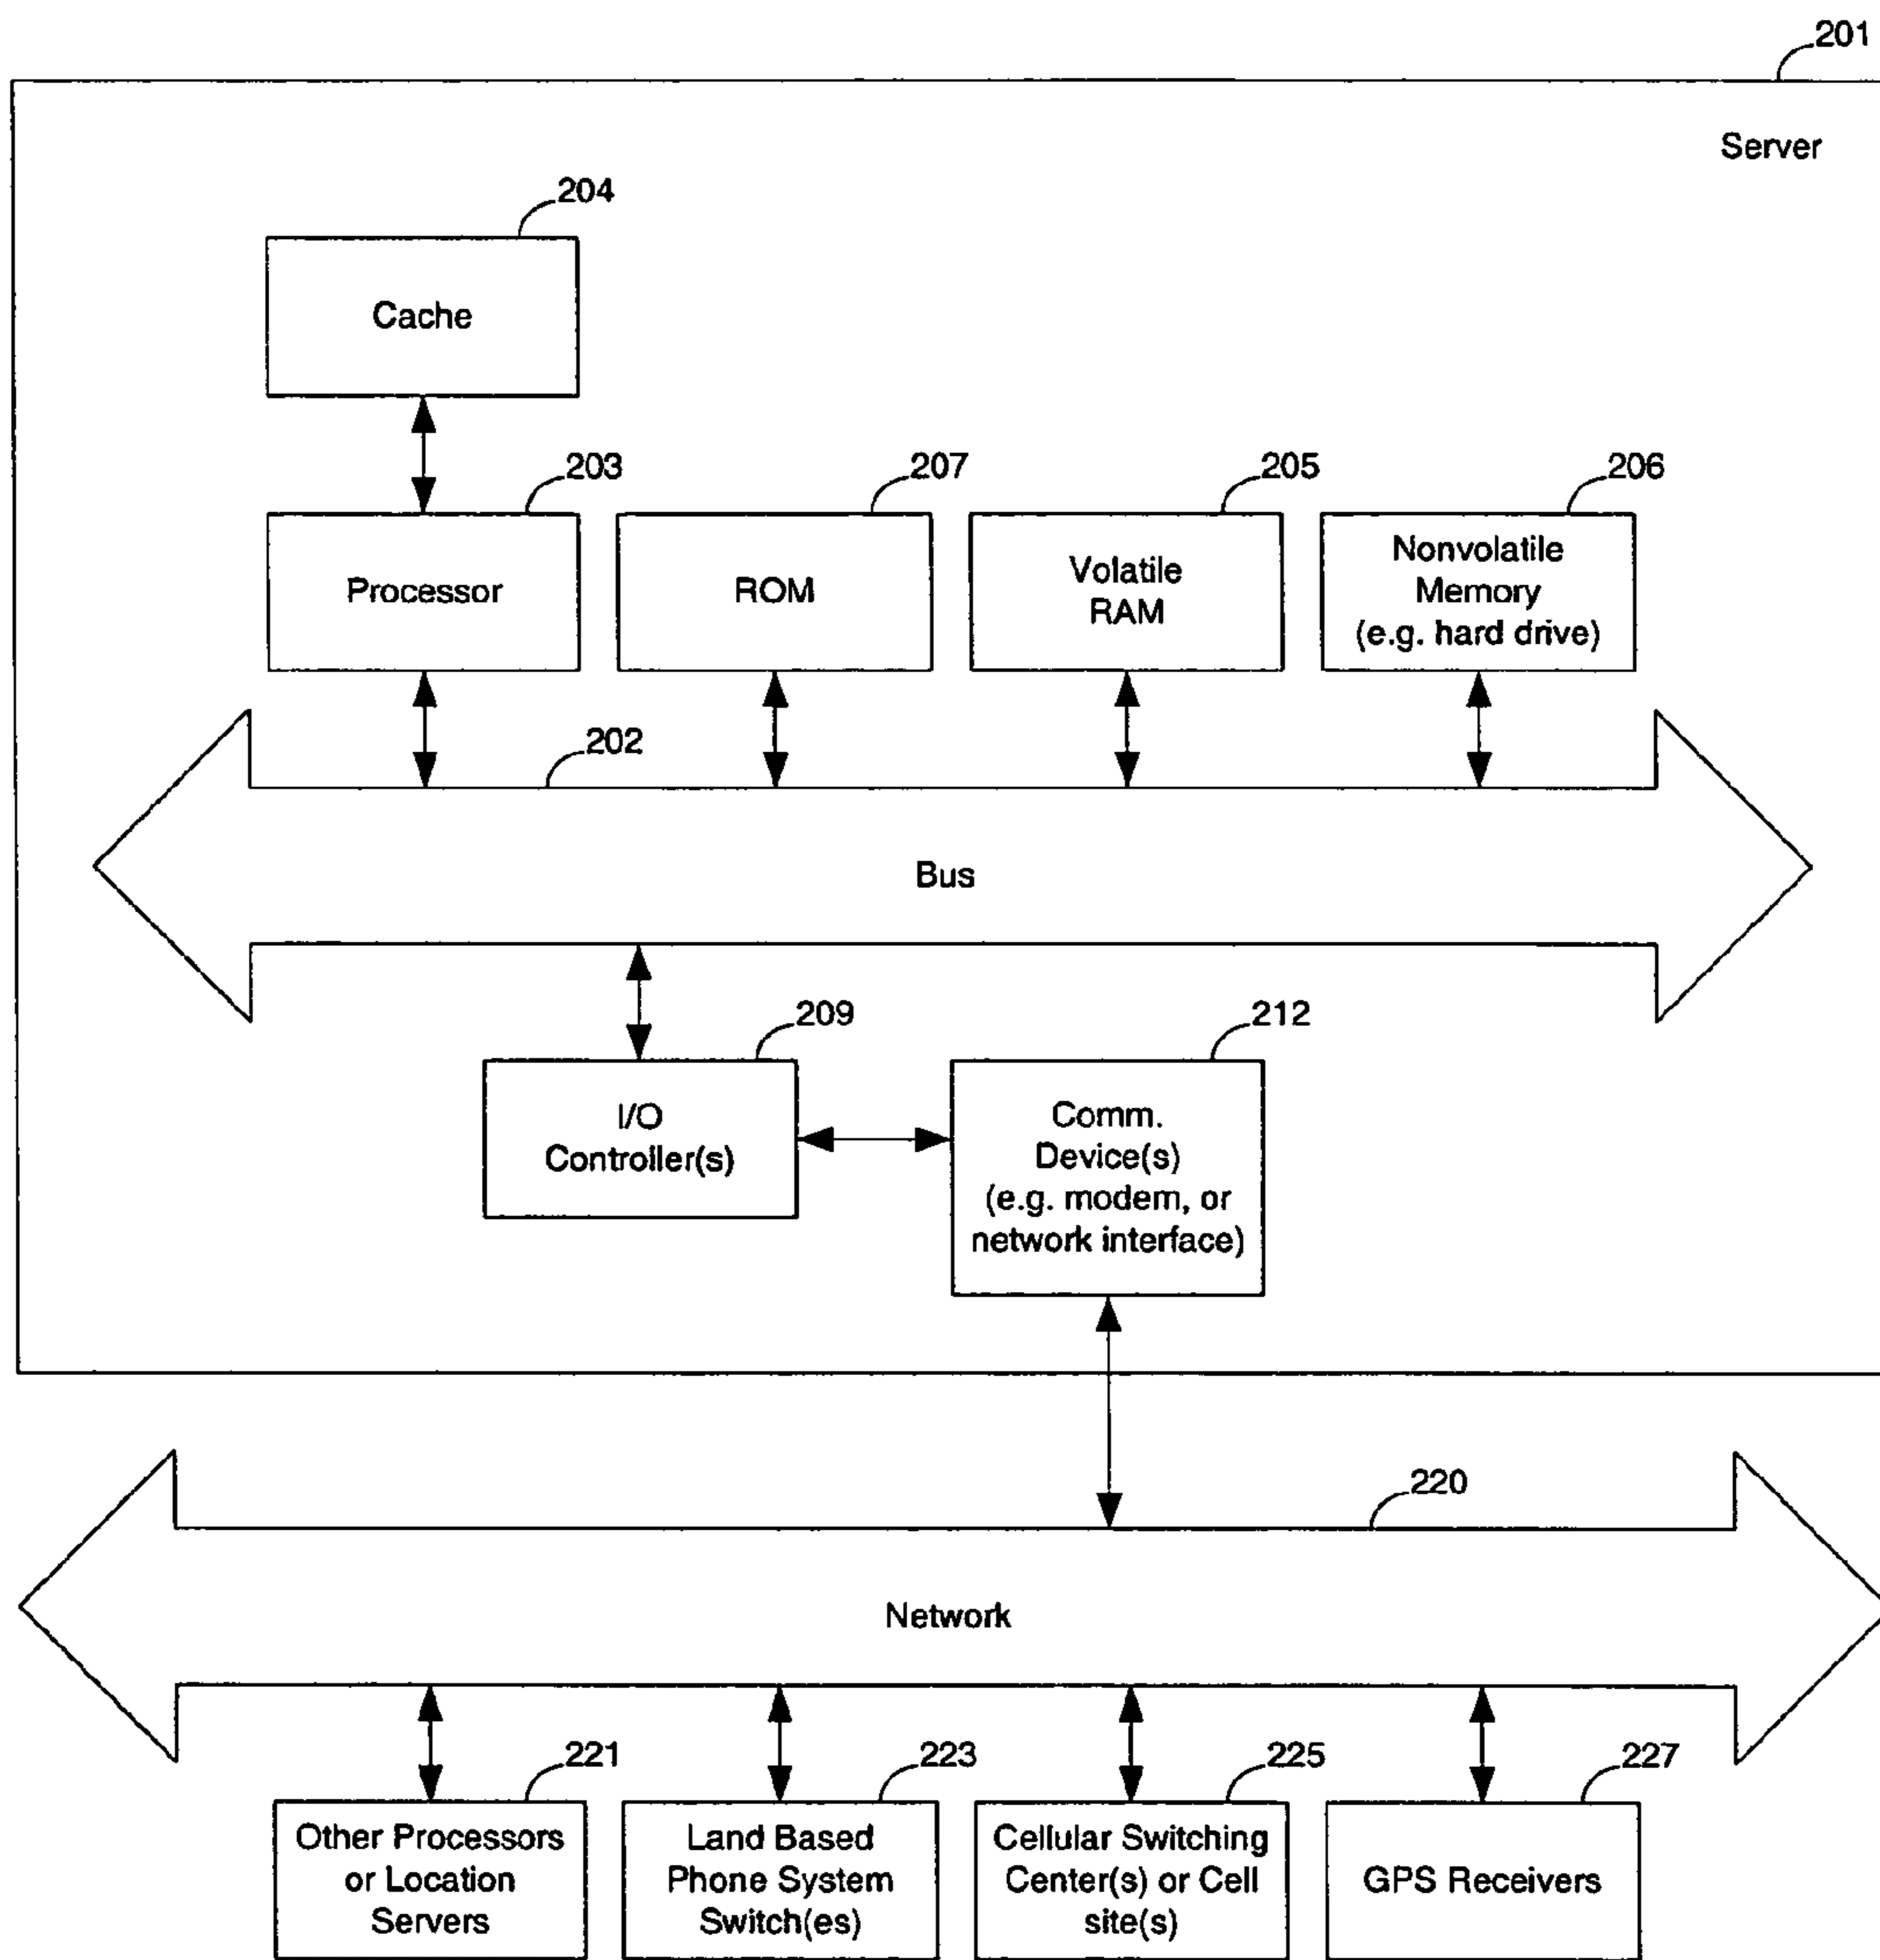 201
Server
204
Cache
203
207
205
206
Processor
ROM
Volatile
RAM
Nonvolatile
Memory
(e.g. hard drive)
202
Bus
209
212
I/O
Controller(s)
Comm.
Device(s)
(e.g. modem, or
network interface)
220
Network
221
223
225
227
Other Processors
or Location
Servers
Land Based
Phone System
Switch(es)
Cellular Switching
Center(s) or Cell
site(s)
GPS Receivers